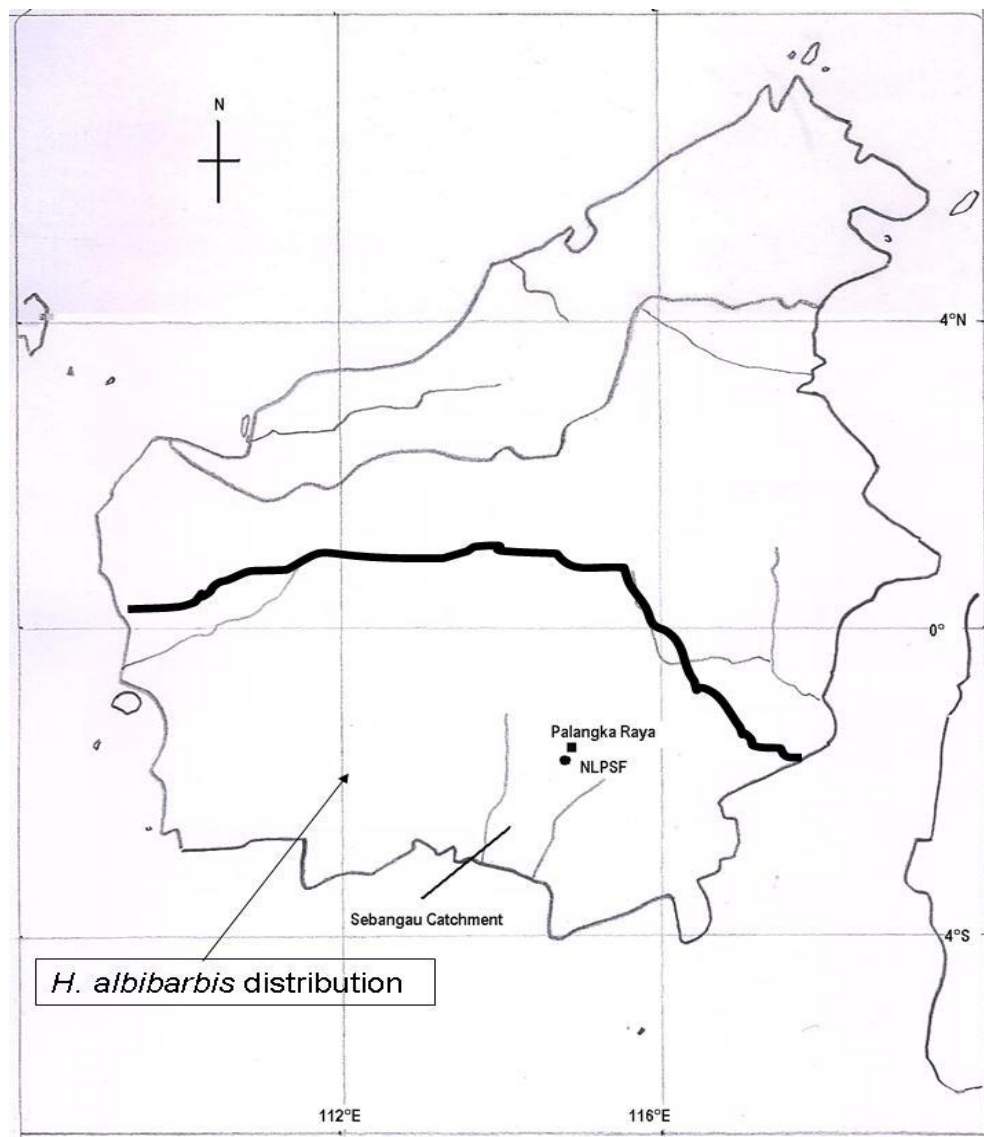 N
4°N
0°
Palangka Raya
NLPSF
Sebangau Catchment
4°S
H. albibarbis distribution
112°E
116°E